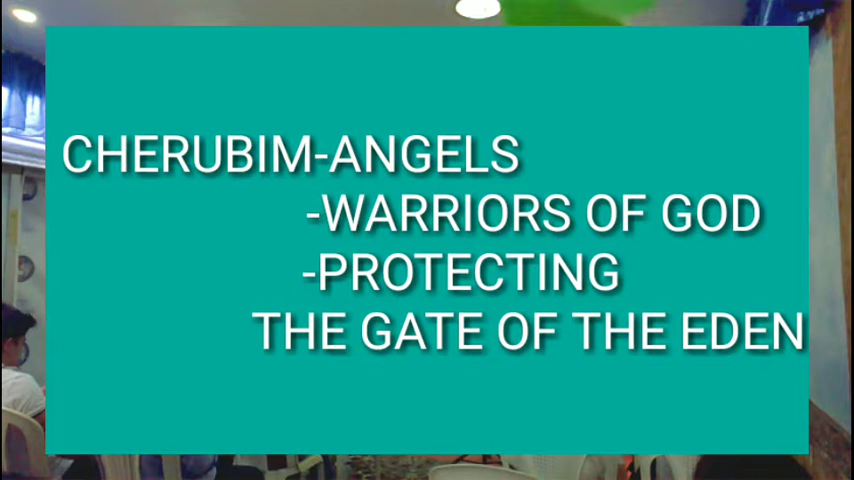 CHERUBIM-ANGELS
-WARRIORS OF GOD
-PROTECTING
THE GATE OF THE EDEN